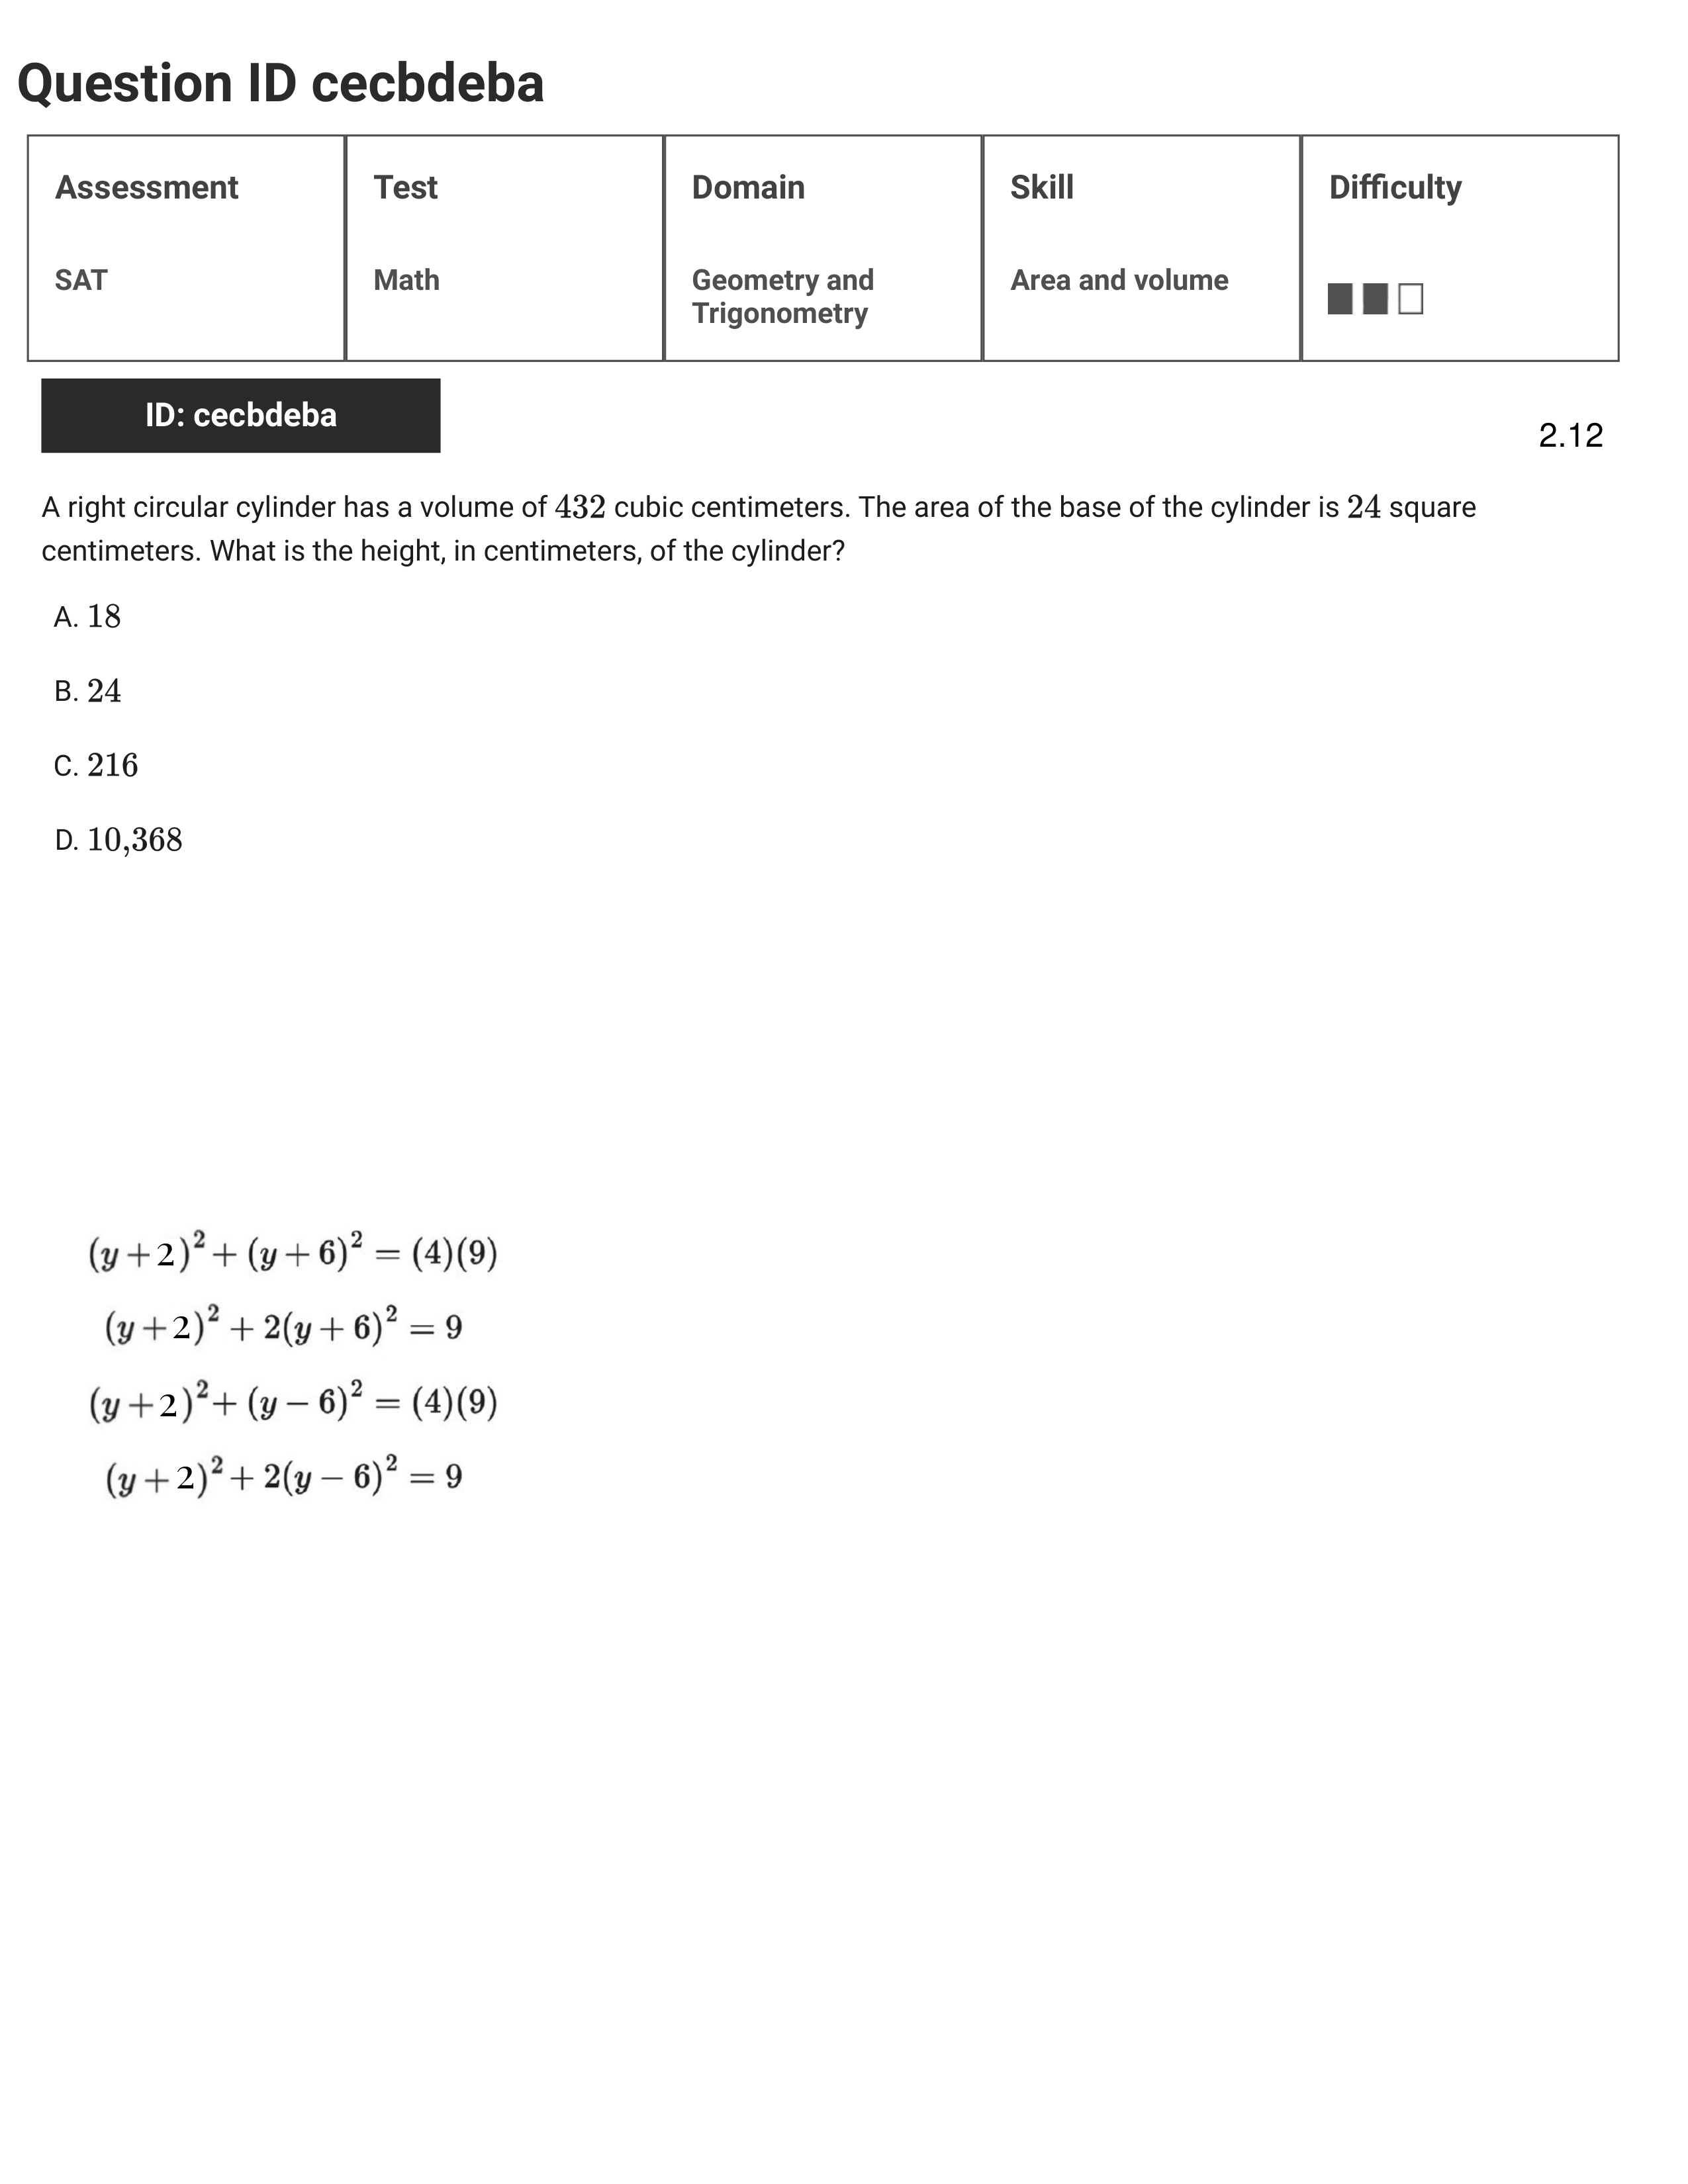 Question ID cecbdeba
Assessment
Test
Domain
Skill
Difficulty
SAT
Math
Geometry and
Trigonometry
Area and volume
ID: cecbdeba
2.12
A right circular cylinder has a volume of 432 cubic centimeters. The area of the base of the cylinder is 24 square
centimeters. What is the height, in centimeters, of the cylinder?
A. 18
B. 24
C. 216
D. 10,368
(y + 2)² + (y + 6)² = (4)(9)
(y + 2)² + 2(y + 6)² = 9
(y + 2)² + (y − 6)² = (4)(9)
(y + 2)² + 2(y − 6)² = 9